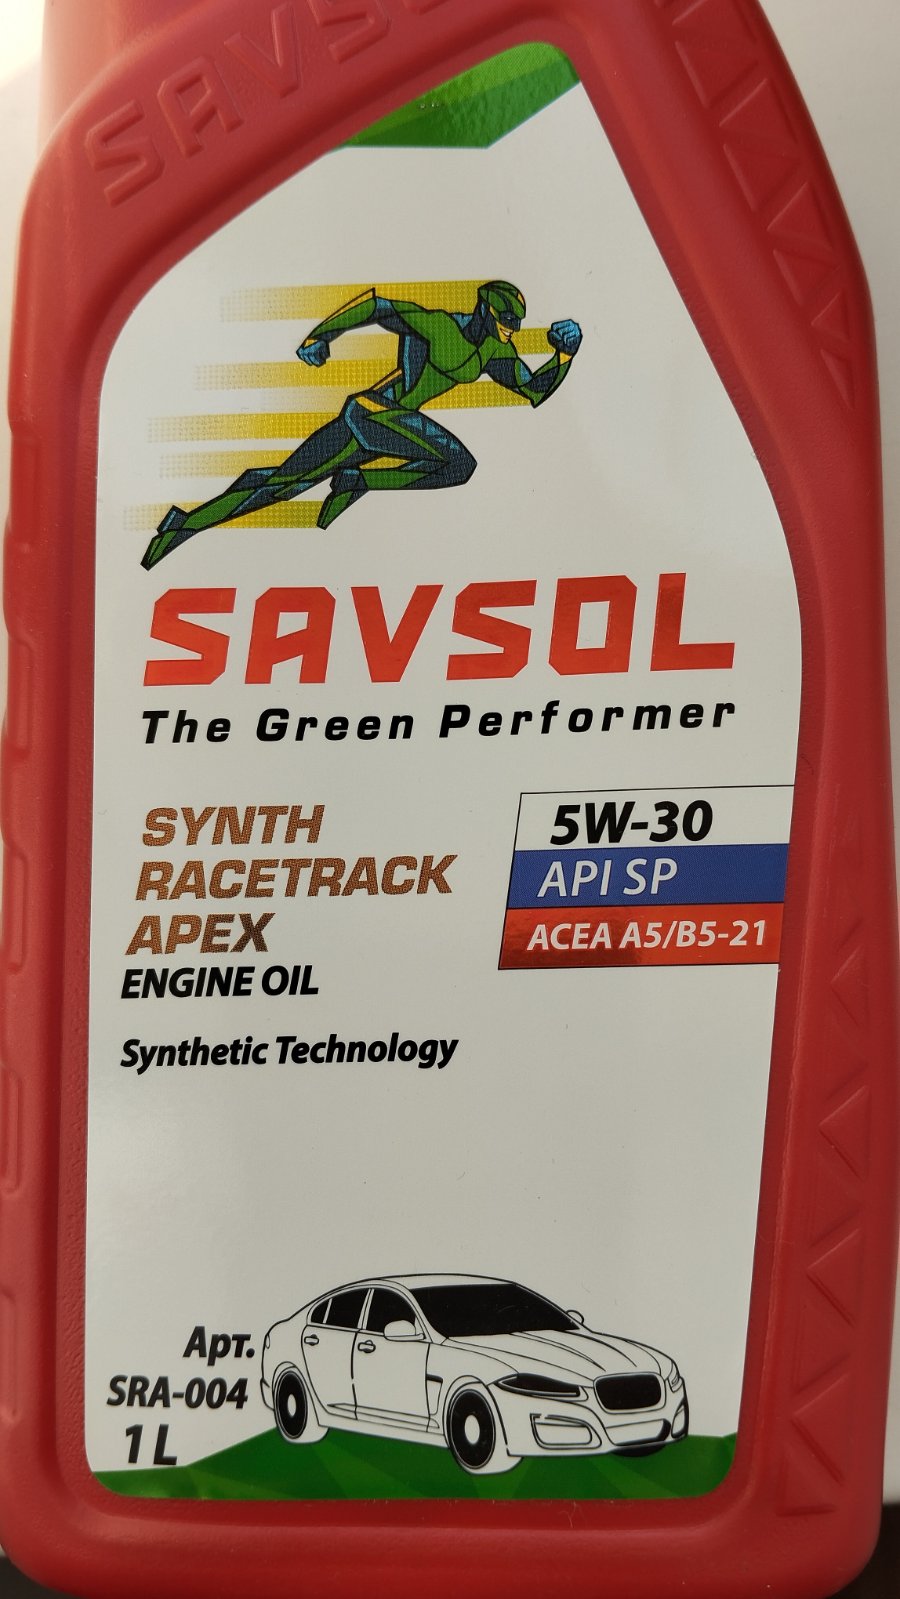 SAVSOL
SAVSOL
The Green Performer
SYNTH
RACETRACK
APEX
ENGINE OIL
Synthetic Technology
5W-30
API SP
ACEA A5/B5-21
Арт.
SRA-004
1 L